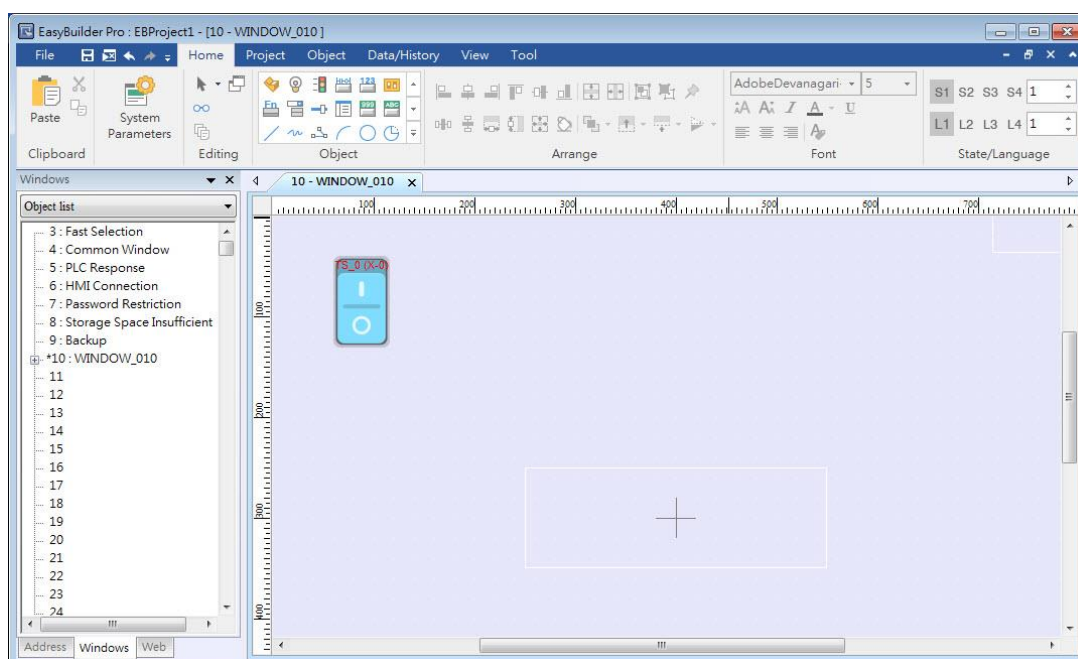 EasyBuilder Pro : EBProject1 - [10 - WINDOW_010 ]
File Home Project Object Data/History View Tool
Paste
System Parameters
AdobeDevanagari 5
S1 S2 S3 S4 1
L1 L2 L3 L4 1
Clipboard Editing Object Arrange Font State/Language
Windows
10 - WINDOW_010
Object list
100 200 300 400 500 600 700
3 : Fast Selection
4 : Common Window
5 : PLC Response
6 : HMI Connection
7 : Password Restriction
8 : Storage Space Insufficient
9 : Backup
*10 : WINDOW_010
11
12
13
14
15
16
17
18
19
20
21
22
23
24
TS_0 (X-0)
100
200
300
400
Address Windows Web